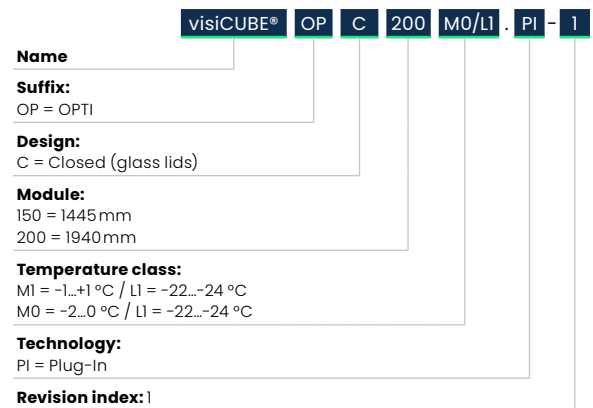 visiCUBE® OP C 200 M0/L1 . PI - 1
Name
Suffix:
OP = OPTI
Design:
C = Closed (glass lids)
Module:
150 = 1445 mm
200 = 1940 mm
Temperature class:
M1 = -1...+1 °C / L1 = -22...-24 °C
M0 = -2...0 °C / L1 = -22...-24 °C
Technology:
PI = Plug-In
Revision index: 1